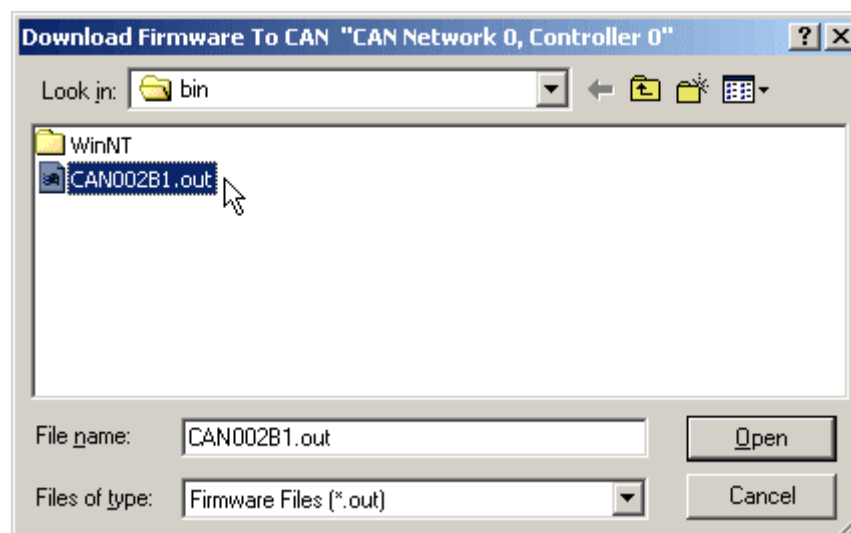 Download Firmware To CAN "CAN Network 0, Controller 0"
Look in: bin
WinNT
CAN002B1.out
File name: CAN002B1.out Open
Files of type: Firmware Files (*.out) Cancel